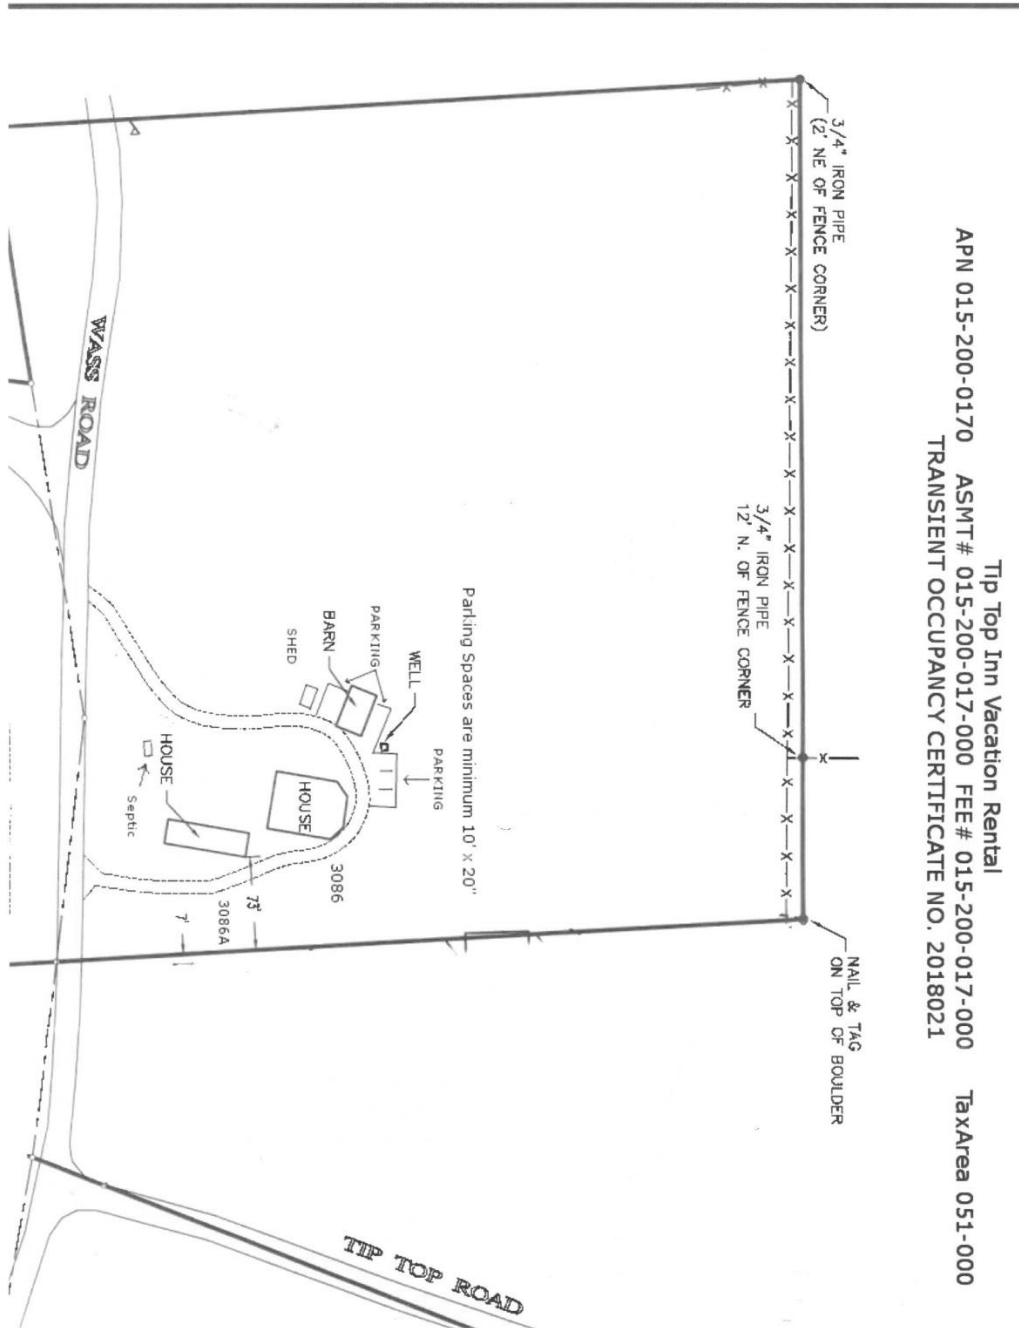 Tip Top Inn Vacation Rental
APN 015-200-0170 ASMT# 015-200-017-000 FEE# 015-200-017-000 TaxArea 051-000
TRANSIENT OCCUPANCY CERTIFICATE NO. 2018021
3/4" IRON PIPE
(2' NE OF FENCE CORNER)
3/4" IRON PIPE
12' N. OF FENCE CORNER
NAIL & TAG
ON TOP OF BOULDER
Parking Spaces are minimum 10' x 20"
PARKING
WELL
PARKING
BARN
SHED
HOUSE
3086
HOUSE
73'
3086A
7'
Septic
WASS ROAD
TIP TOP ROAD